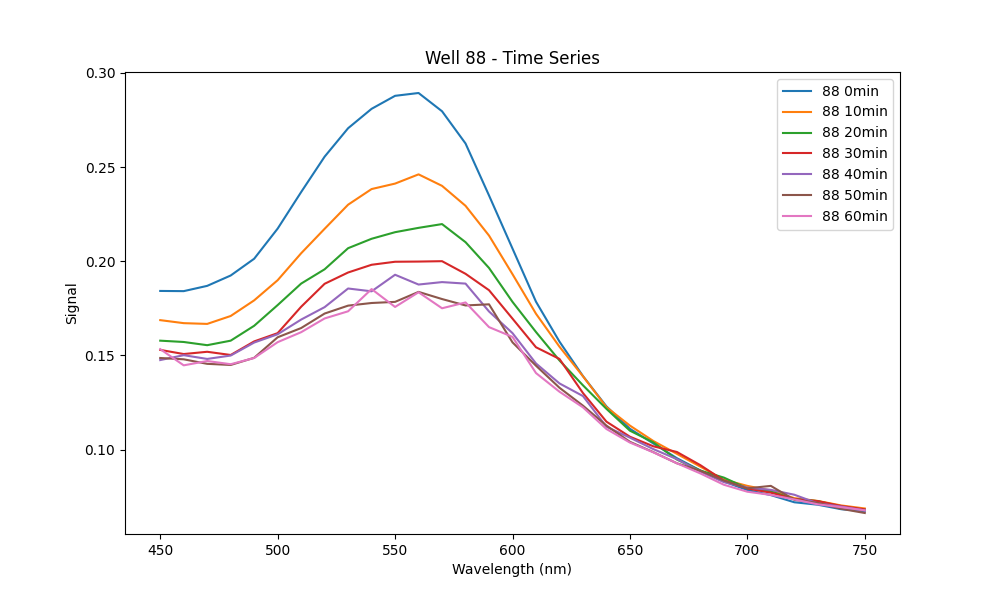 Well 88 - Time Series
Signal
0.30
0.25
0.20
0.15
0.10
450
500
550
600
650
700
750
Wavelength (nm)
88 0min
88 10min
88 20min
88 30min
88 40min
88 50min
88 60min